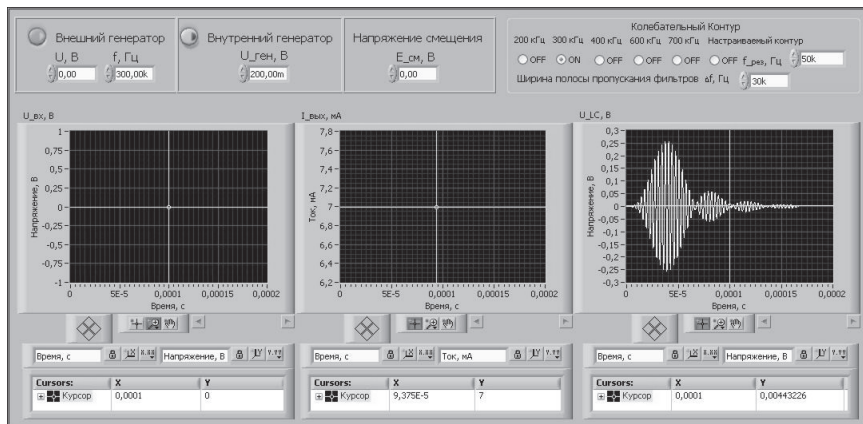 Внешний генератор
U, В f, Гц
0,00 300,00k
Внутренний генератор
U_ген, В
200,00m
Напряжение смещения
E_см, В
0,00
Колебательный Контур
200 кГц 300 кГц 400 кГц 600 кГц 700 кГц Настраиваемый контур
OFF ON OFF OFF OFF OFF f_рез, Гц 50k
Ширина полосы пропускания фильтров Δf, Гц 30k
U_вх, В
1
0,75
0,5
0,25
0
-0,25
-0,5
-0,75
-1
Напряжение, В
0 5E-5 0,0001 0,00015 0,0002
Время, с
Время, с Напряжение, В
Cursors: X Y
Курсор 0,0001 0
I_вых, мА
7,8
7,6
7,4
7,2
7
6,8
6,6
6,4
6,2
Ток, мА
0 5E-5 0,0001 0,00015 0,0002
Время, с
Время, с Ток, мА
Cursors: X Y
Курсор 9,375E-5 7
U_LC, В
0,3
0,25
0,2
0,15
0,1
0,05
0
-0,05
-0,1
-0,15
-0,2
-0,25
-0,3
Напряжение, В
0 5E-5 0,0001 0,00015 0,0002
Время, с
Время, с Напряжение, В
Cursors: X Y
Курсор 0,0001 0,00443226